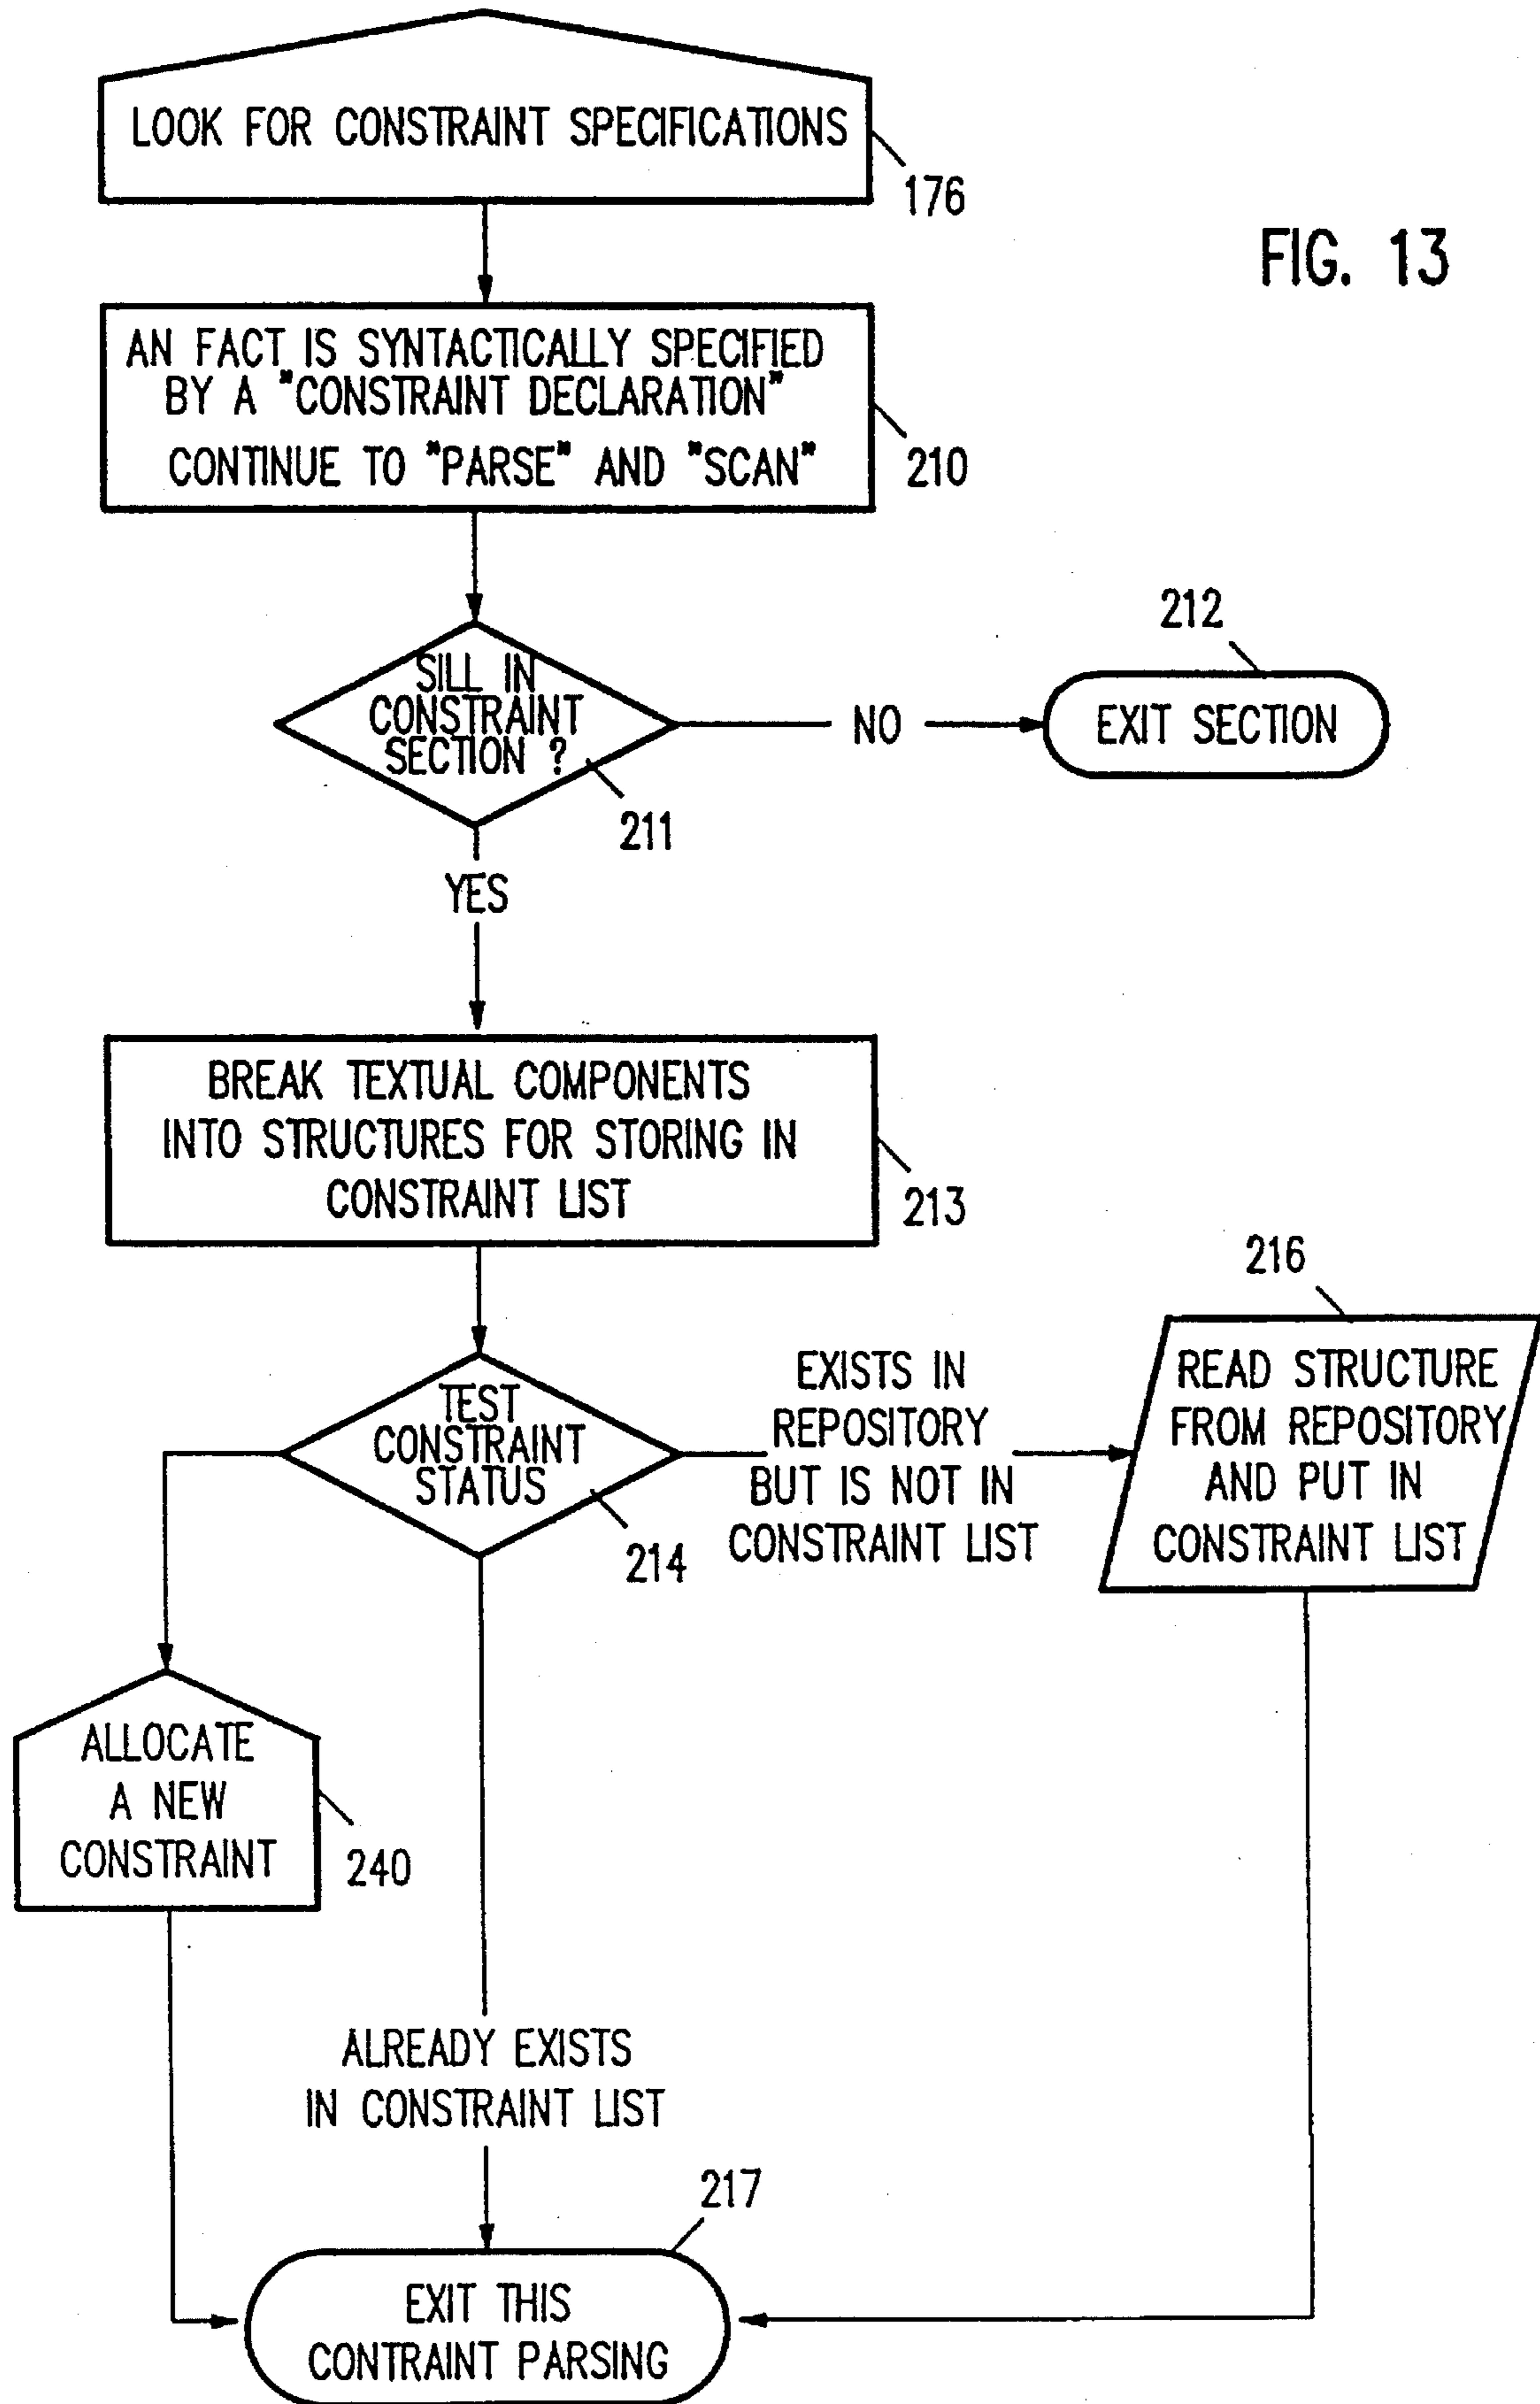 LOOK FOR CONSTRAINT SPECIFICATIONS
176
FIG. 13
AN FACT IS SYNTACTICALLY SPECIFIED
BY A "CONSTRAINT DECLARATION"
CONTINUE TO "PARSE" AND "SCAN"
210
SILL IN
CONSTRAINT
SECTION ?
211
NO
212
EXIT SECTION
YES
BREAK TEXTUAL COMPONENTS
INTO STRUCTURES FOR STORING IN
CONSTRAINT LIST
213
TEST
CONSTRAINT
STATUS
214
EXISTS IN
REPOSITORY
BUT IS NOT IN
CONSTRAINT LIST
216
READ STRUCTURE
FROM REPOSITORY
AND PUT IN
CONSTRAINT LIST
ALLOCATE
A NEW
CONSTRAINT
240
ALREADY EXISTS
IN CONSTRAINT LIST
217
EXIT THIS
CONTRAINT PARSING